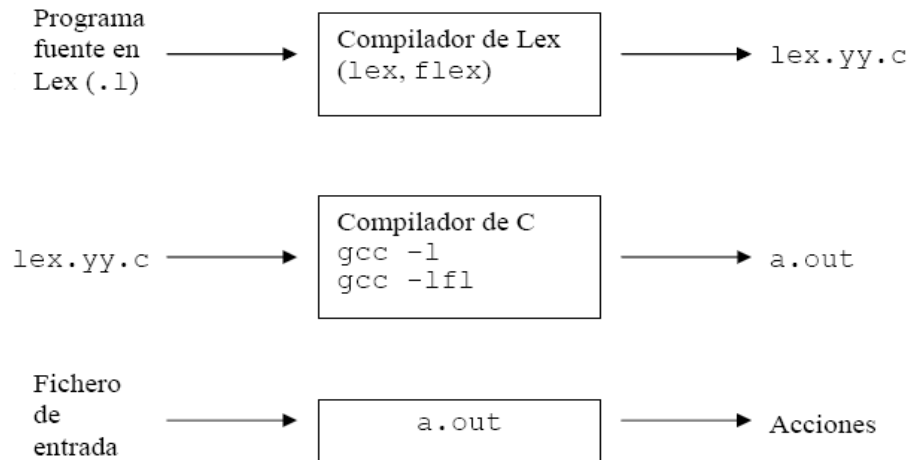 Programa
fuente en
Lex (.l)
Compilador de Lex
(lex, flex)
lex.yy.c
lex.yy.c
Compilador de C
gcc -l
gcc -lfl
a.out
Fichero
de
entrada
a.out
Acciones